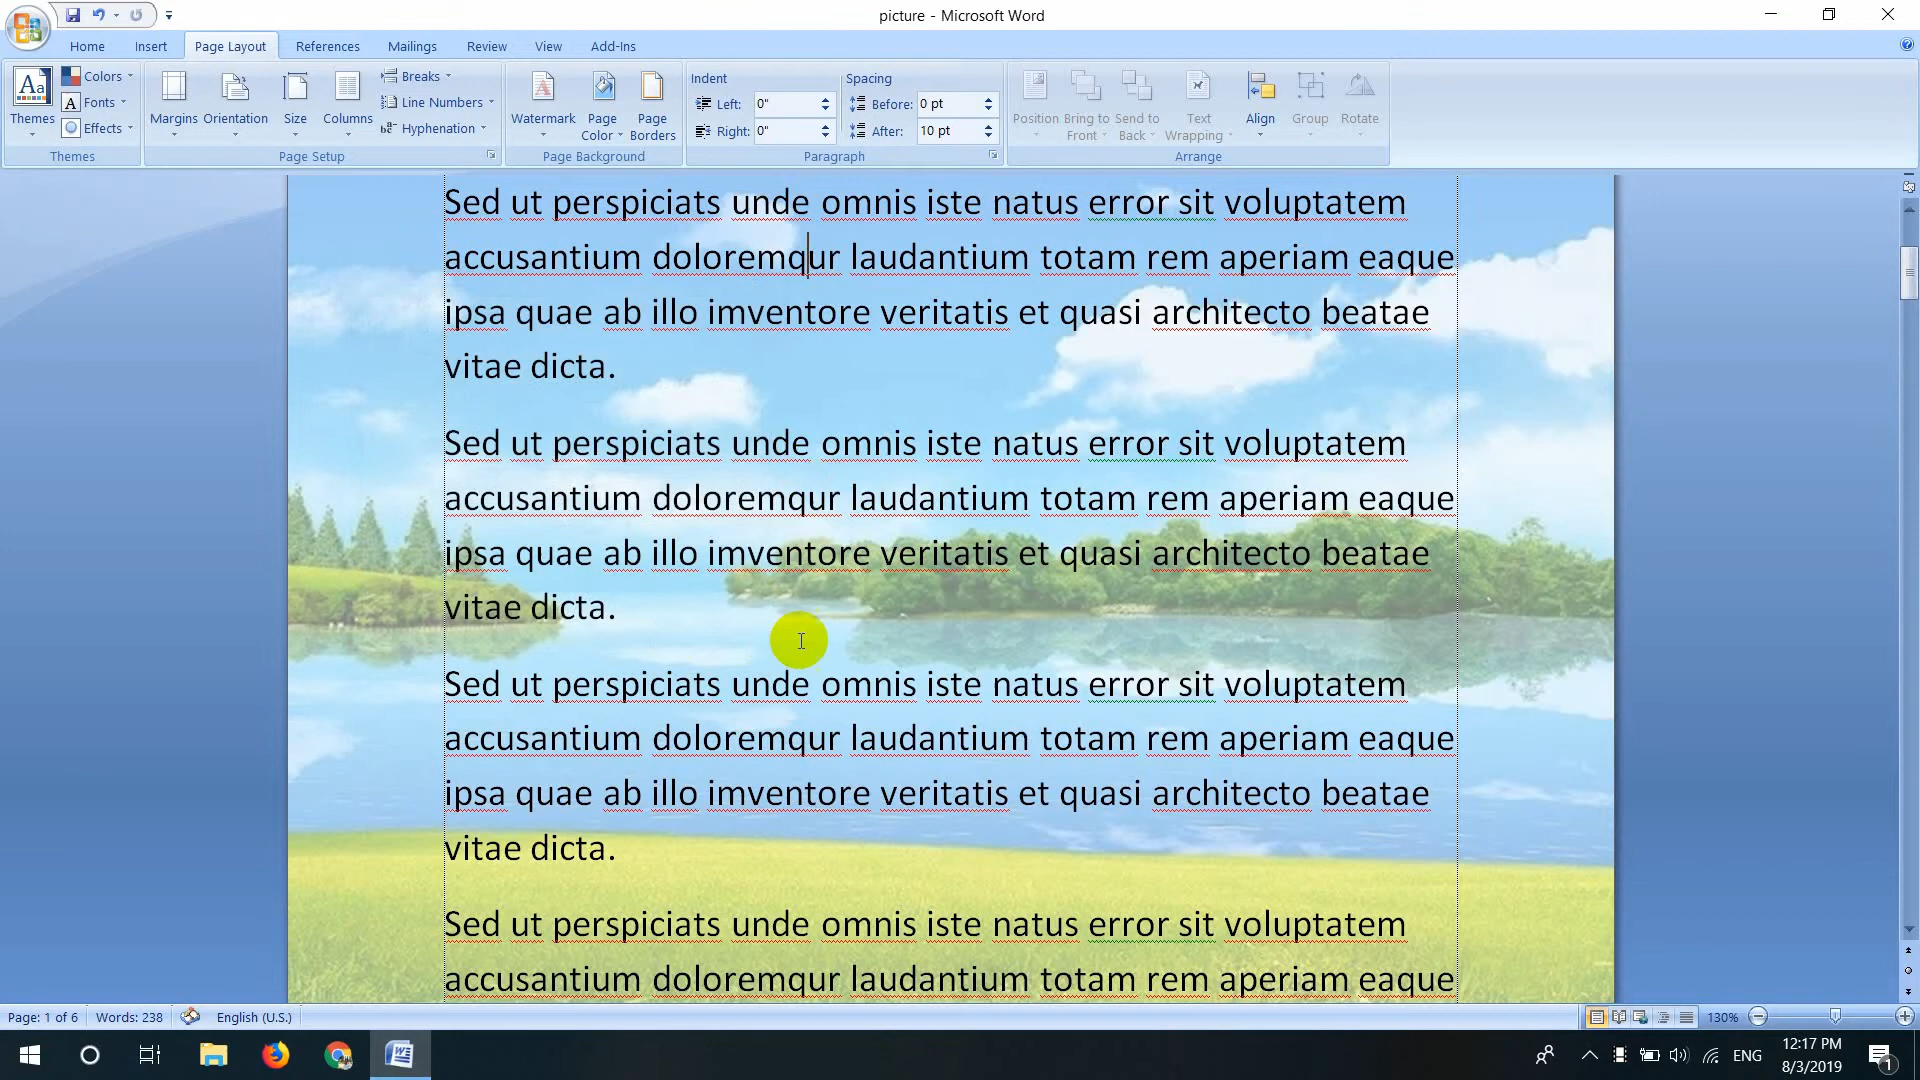 picture - Microsoft Word
Home Insert Page Layout References Mailings Review View Add-Ins
Themes Colors Fonts Effects
Themes
Margins Orientation Size Columns Breaks Line Numbers Hyphenation
Page Setup
Watermark Page Color Page Borders
Page Background
Indent Spacing
Left: 0" Before: 0 pt
Right: 0" After: 10 pt
Paragraph
Position Bring to Front Send to Back Text Wrapping Align Group Rotate
Arrange
Sed ut perspiciats unde omnis iste natus error sit voluptatem
accusantium doloremqur laudantium totam rem aperiam eaque
ipsa quae ab illo imventore veritatis et quasi architecto beatae
vitae dicta.
Sed ut perspiciats unde omnis iste natus error sit voluptatem
accusantium doloremqur laudantium totam rem aperiam eaque
ipsa quae ab illo imventore veritatis et quasi architecto beatae
vitae dicta.
Sed ut perspiciats unde omnis iste natus error sit voluptatem
accusantium doloremqur laudantium totam rem aperiam eaque
ipsa quae ab illo imventore veritatis et quasi architecto beatae
vitae dicta.
Sed ut perspiciats unde omnis iste natus error sit voluptatem
accusantium doloremqur laudantium totam rem aperiam eaque
Page: 1 of 6 Words: 238 English (U.S.) 130%
ENG 12:17 PM
8/3/2019 1